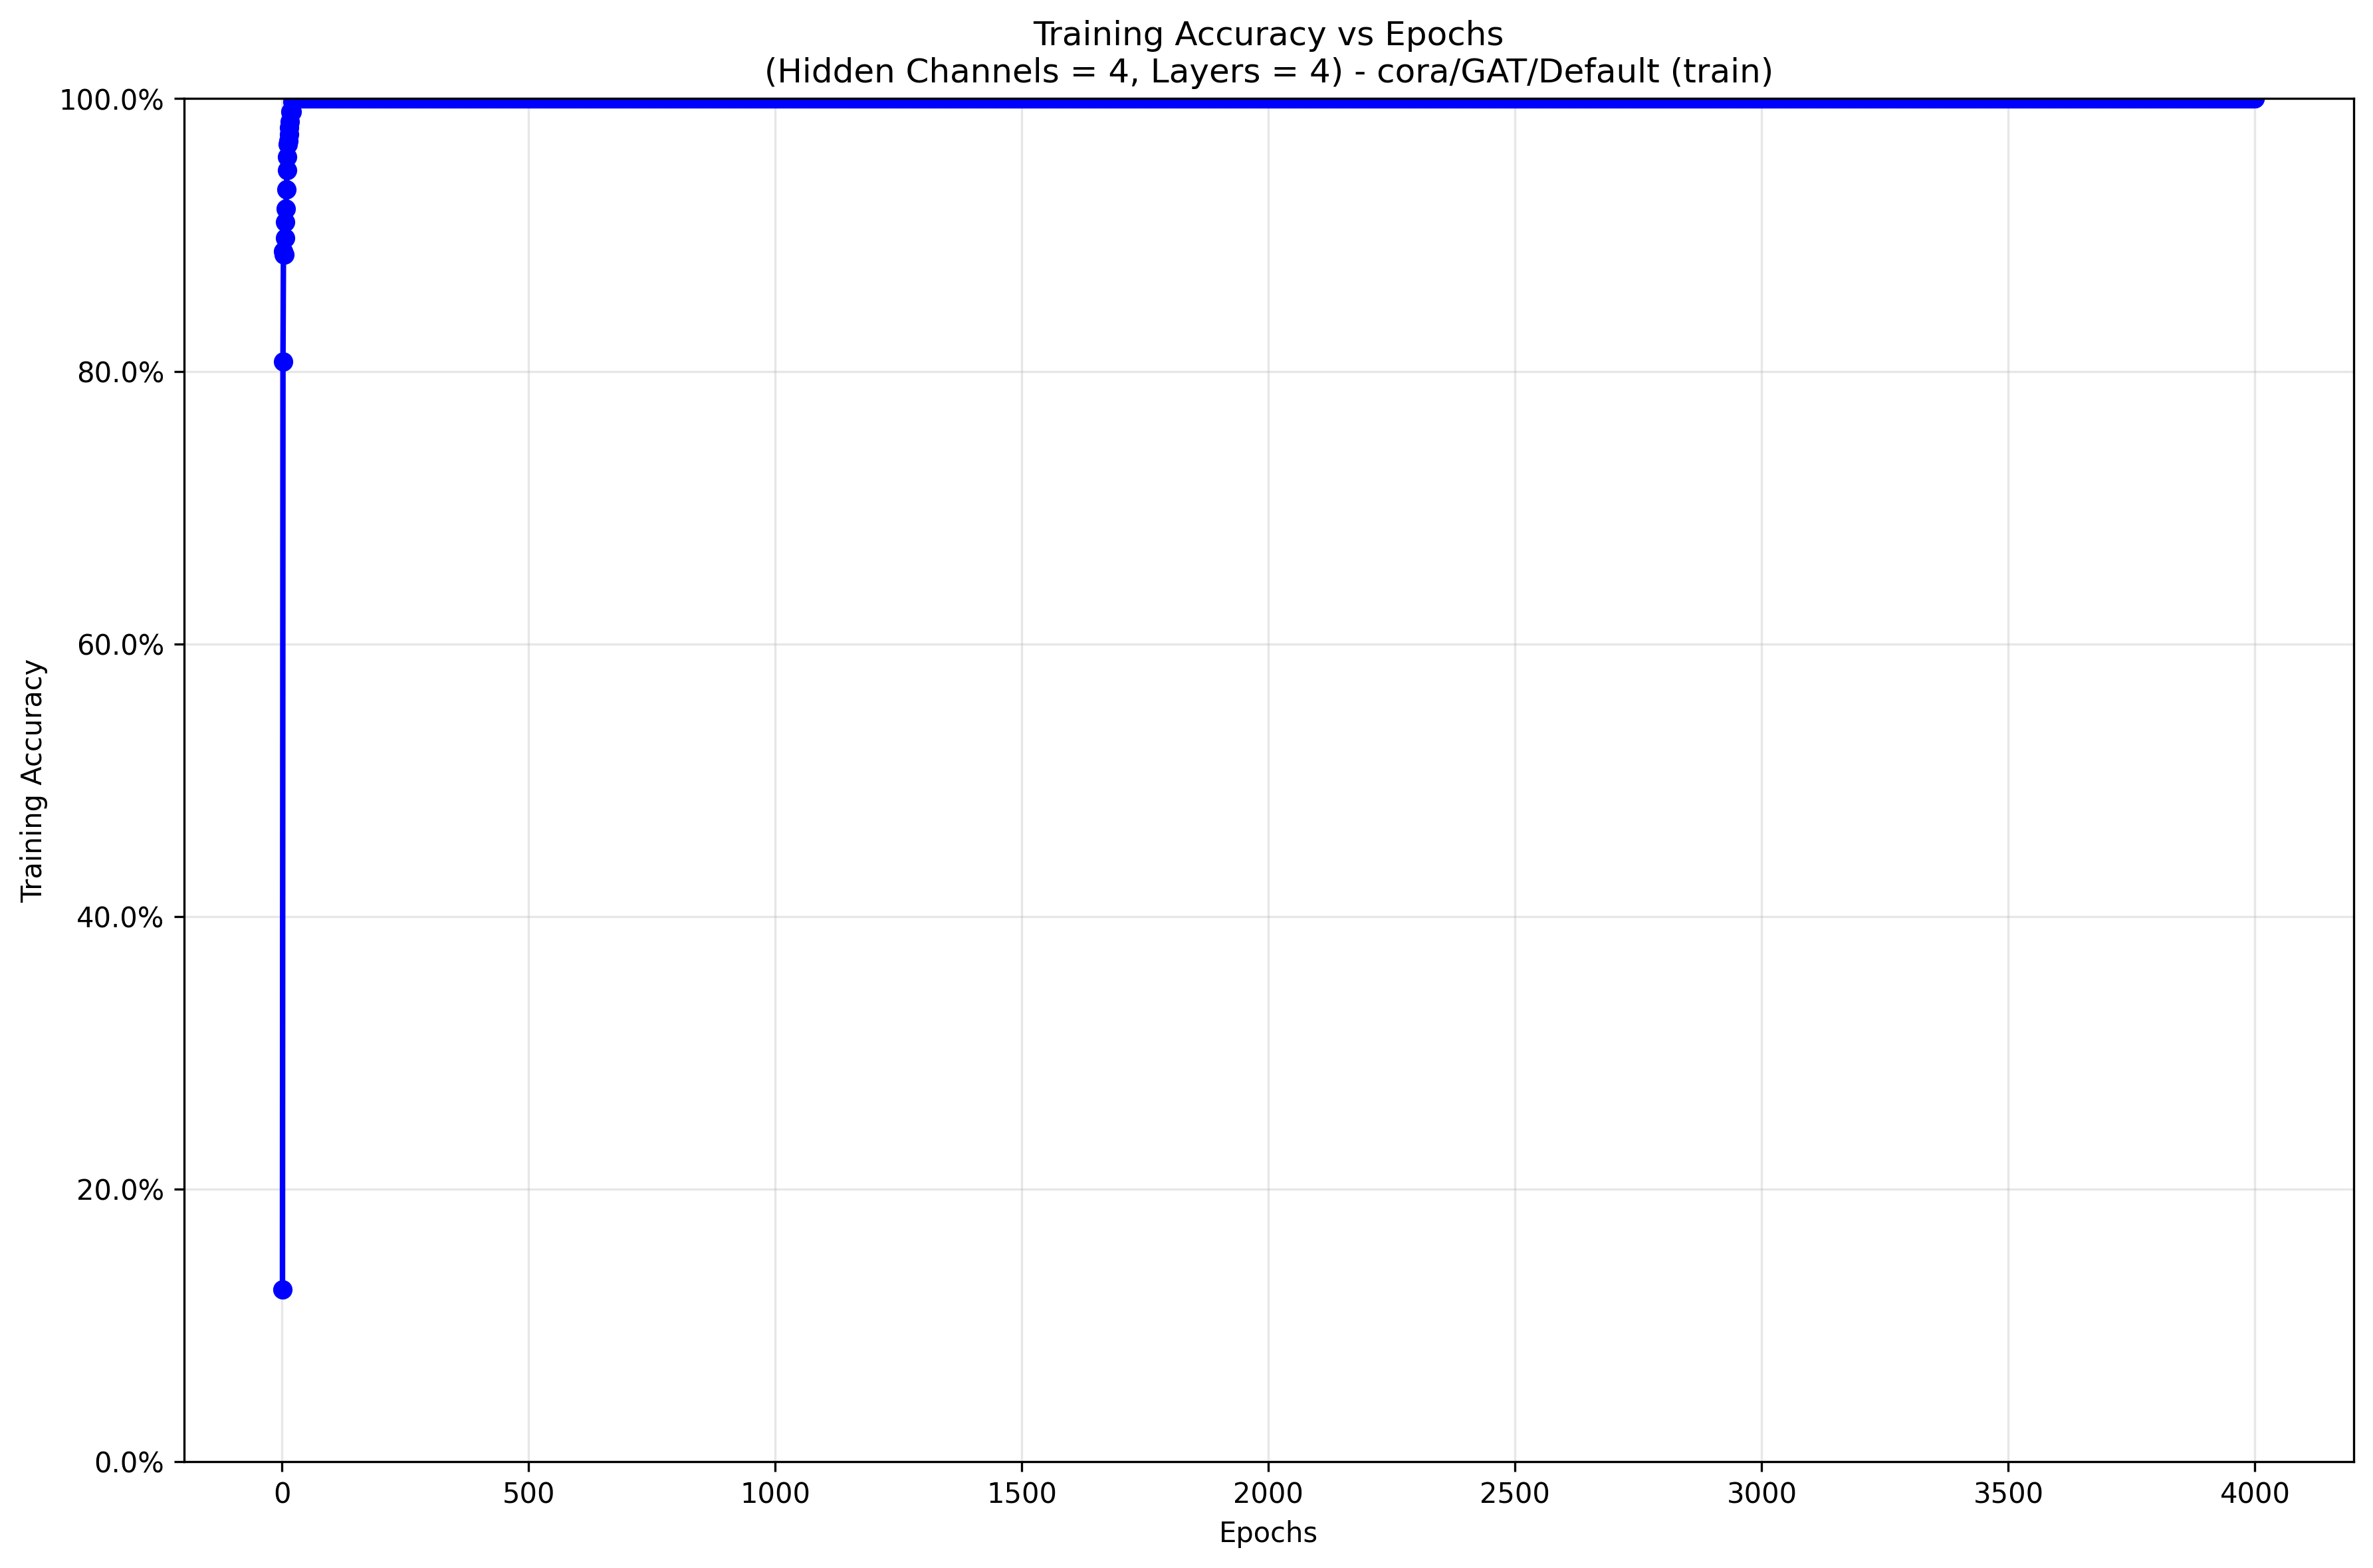 Training Accuracy vs Epochs
(Hidden Channels = 4, Layers = 4) - cora/GAT/Default (train)
100.0%
80.0%
60.0%
40.0%
20.0%
0.0%
Training Accuracy
0 500 1000 1500 2000 2500 3000 3500 4000
Epochs